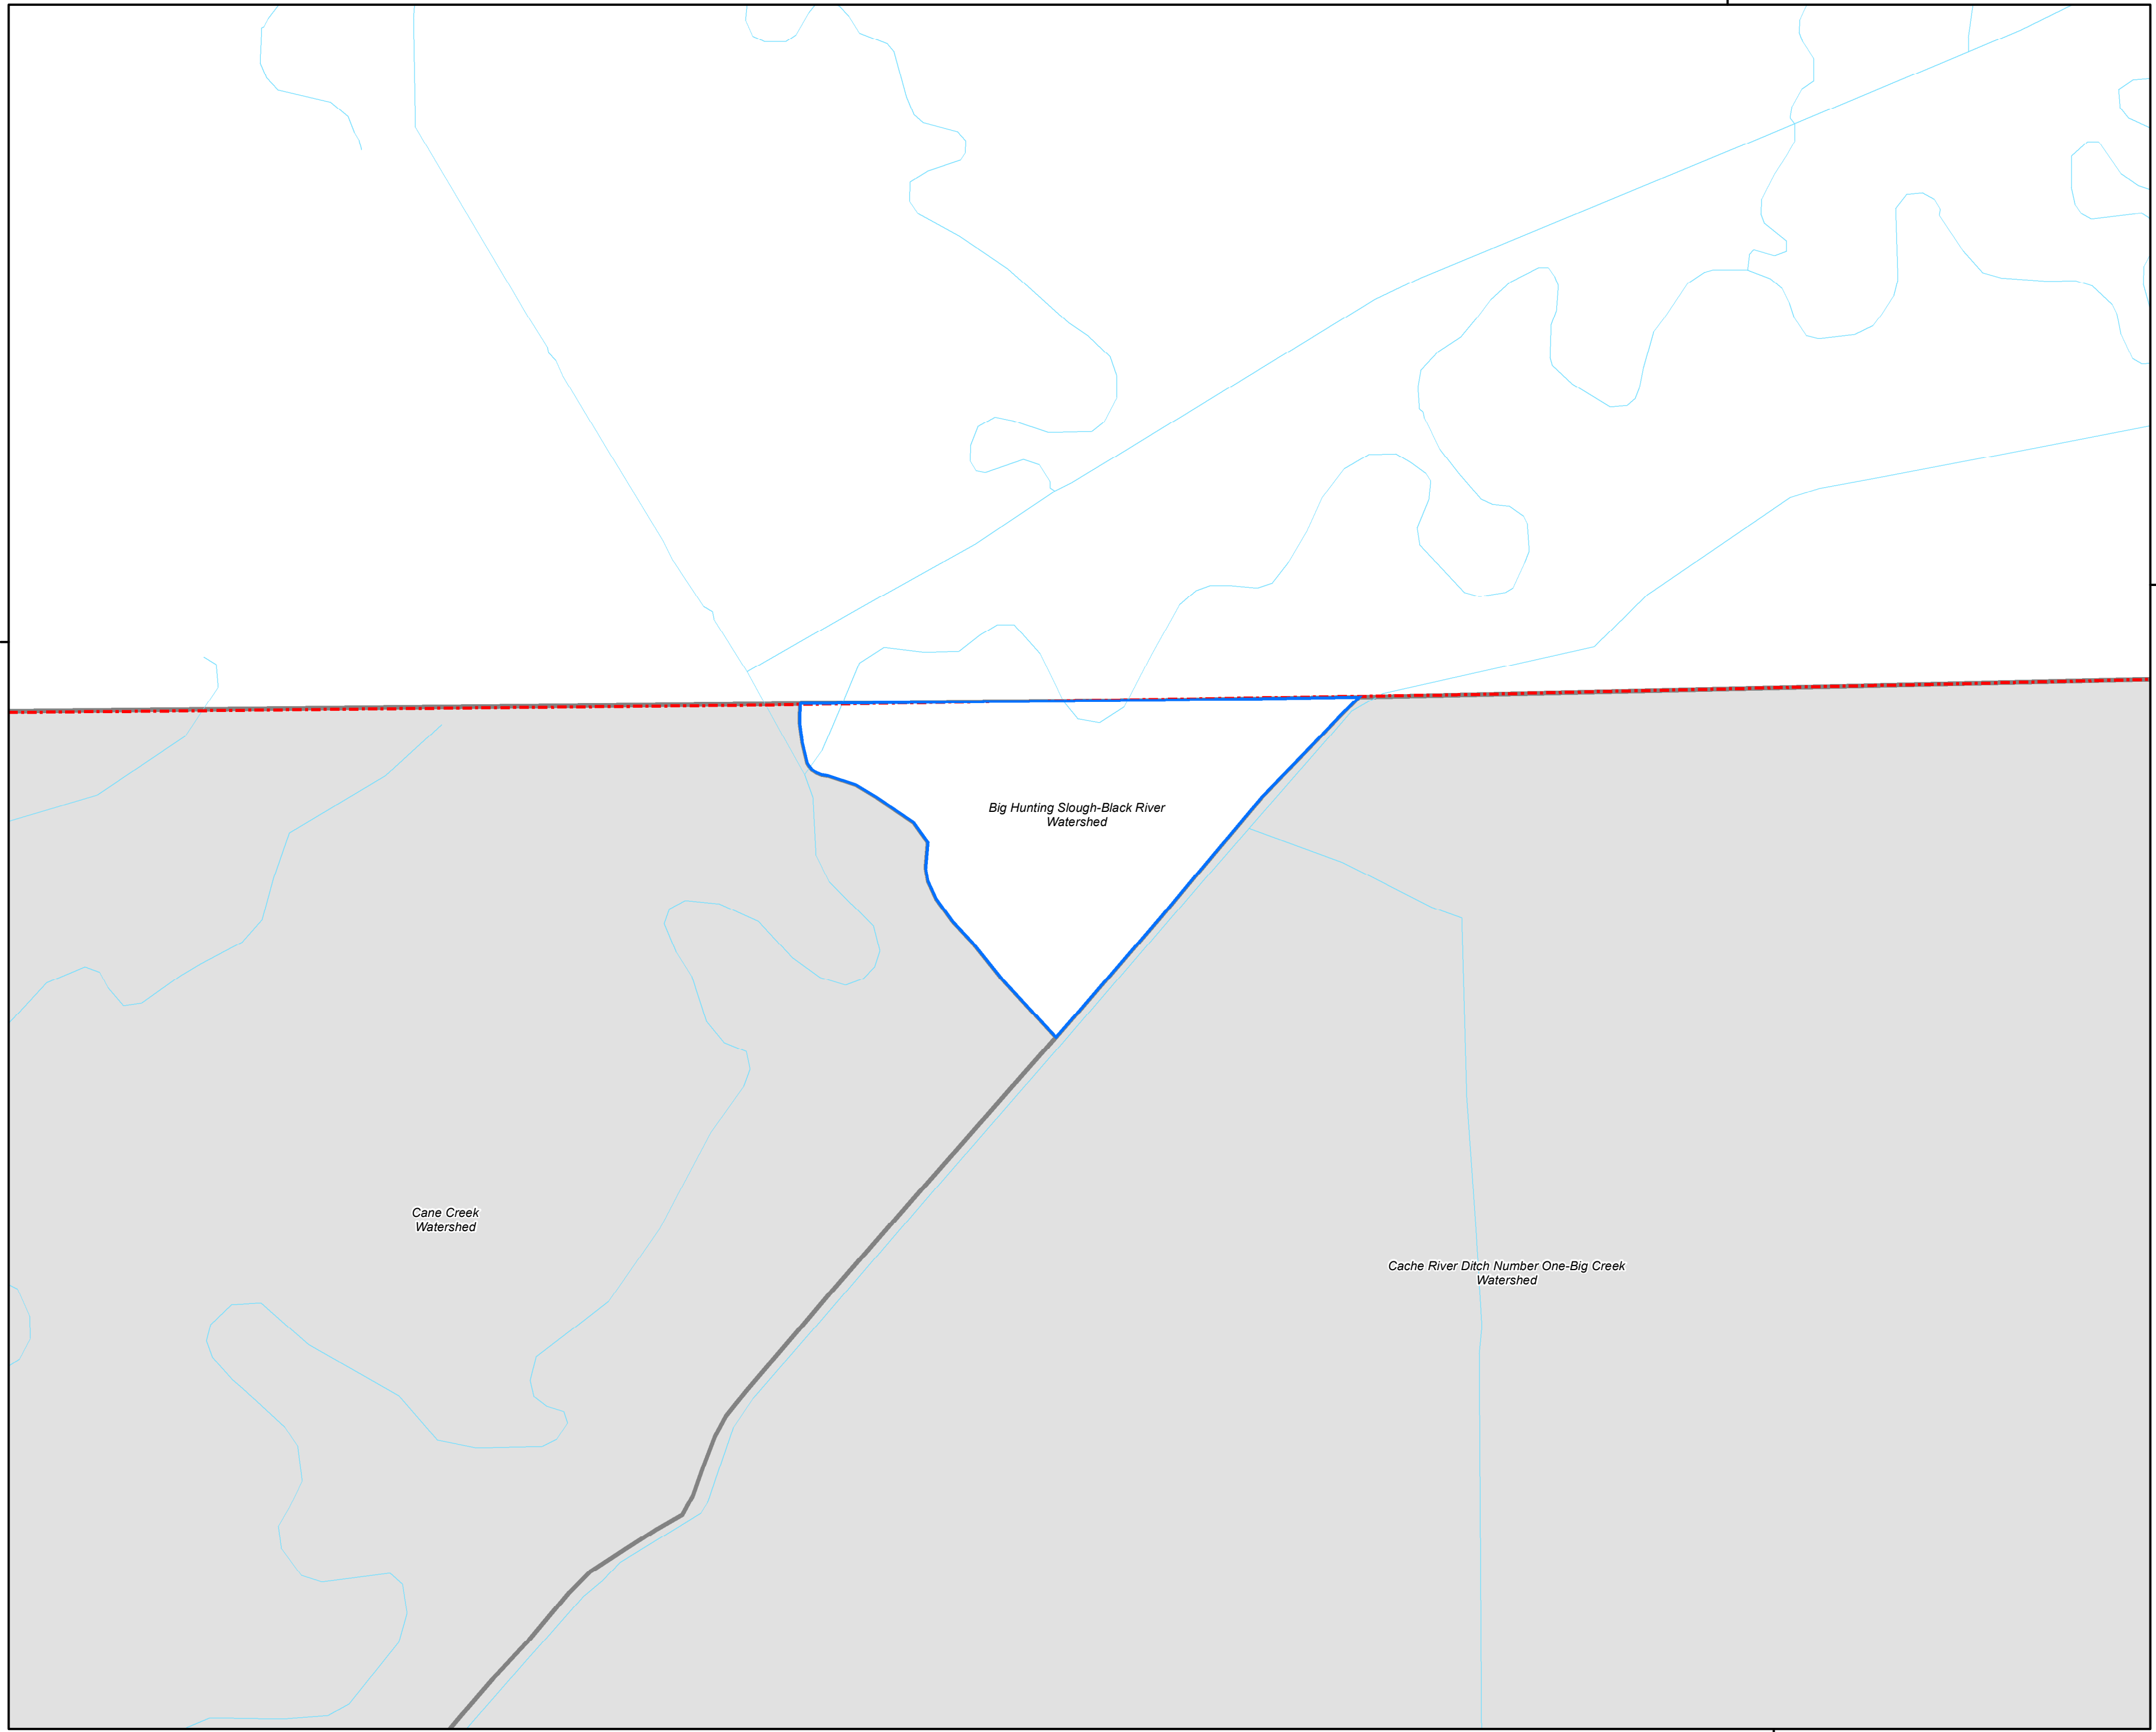 Big Hunting Slough-Black River
Watershed
Cane Creek
Watershed
Cache River Ditch Number One-Big Creek
Watershed